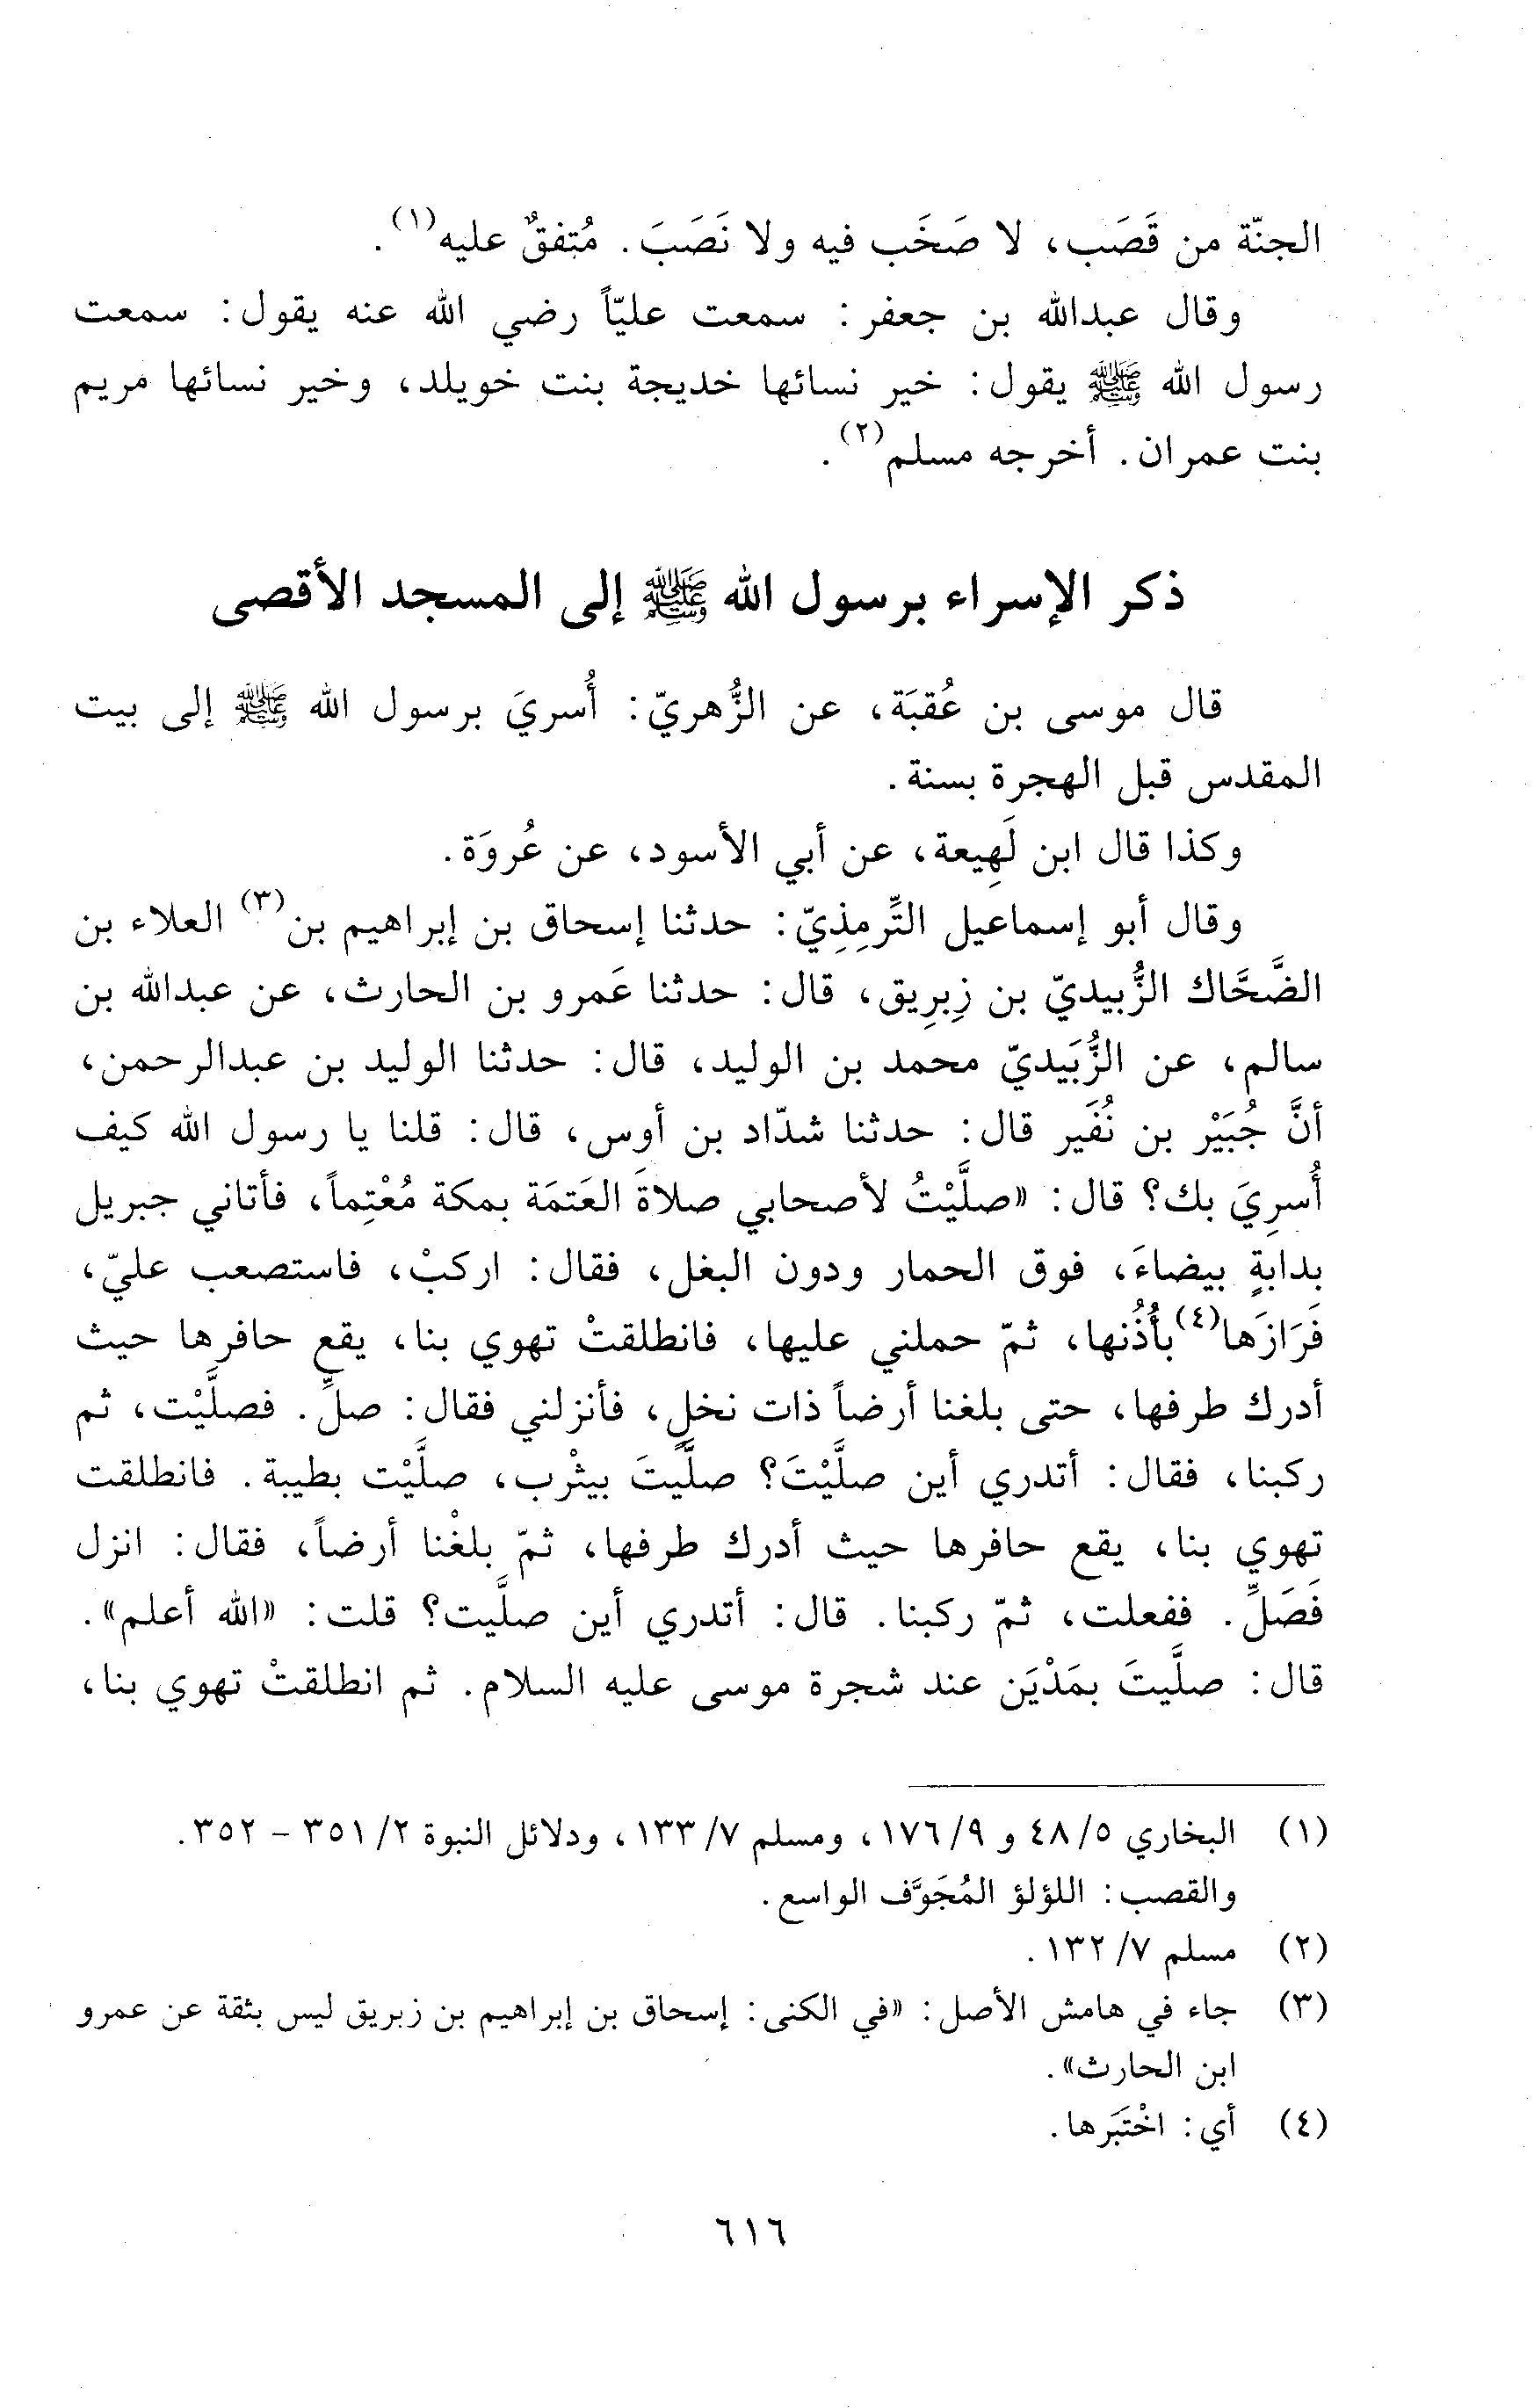 الجنّة من قَصَب، لا صَخَب فيه ولا نَصَبَ. مُتفقٌ عليه(١).
وقال عبدالله بن جعفر: سمعت عليّاً رضي الله عنه يقول: سمعت
رسول الله ﷺ يقول: خير نسائها خديجة بنت خويلد، وخير نسائها مريم
بنت عمران. أخرجه مسلم(٢).
ذكر الإسراء برسول الله ﷺ إلى المسجد الأقصى
قال موسى بن عُقبَة، عن الزُّهريّ: أُسريَ برسول الله ﷺ إلى بيت
المقدس قبل الهجرة بسنة.
وكذا قال ابن لَهِيعة، عن أبي الأسود، عن عُروَة.
وقال أبو إسماعيل التِّرمِذِيّ: حدثنا إسحاق بن إبراهيم بن(٣) العلاء بن
الضَّحَّاك الزُّبيديّ بن زِبرِيق، قال: حدثنا عَمرو بن الحارث، عن عبدالله بن
سالم، عن الزُّبَيديّ محمد بن الوليد، قال: حدثنا الوليد بن عبدالرحمن،
أنَّ جُبَيْر بن نُفَير قال: حدثنا شدّاد بن أوس، قال: قلنا يا رسول الله كيف
أُسرِيَ بك؟ قال: «صلَّيْتُ لأصحابي صلاةَ العَتمَة بمكة مُعْتِماً، فأتاني جبريل
بدابةٍ بيضاءَ، فوق الحمار ودون البغل، فقال: اركبْ، فاستصعب عليّ،
فَرَازَها(٤) بأُذُنها، ثمّ حملني عليها، فانطلقتْ تهوي بنا، يقع حافرها حيث
أدرك طرفها، حتى بلغنا أرضاً ذات نخلٍ، فأنزلني فقال: صلِّ. فصلَّيْت، ثم
ركبنا، فقال: أتدري أين صلَّيْتَ؟ صلَّيتَ بيثْرب، صلَّيْت بطيبة. فانطلقت
تهوي بنا، يقع حافرها حيث أدرك طرفها، ثمّ بلغْنا أرضاً، فقال: انزل
فَصَلِّ. ففعلت، ثمّ ركبنا. قال: أتدري أين صلَّيت؟ قلت: «الله أعلم».
قال: صلَّيتَ بمَدْيَن عند شجرة موسى عليه السلام. ثم انطلقتْ تهوي بنا،
(١) البخاري ٥/ ٤٨ و ٩/ ١٧٦، ومسلم ٧/ ١٣٣، ودلائل النبوة ٢/ ٣٥١ - ٣٥٢.
والقصب: اللؤلؤ المُجَوَّف الواسع.
(٢) مسلم ٧/ ١٣٢.
(٣) جاء في هامش الأصل: «في الكنى: إسحاق بن إبراهيم بن زبريق ليس بثقة عن عمرو
ابن الحارث».
(٤) أي: اخْتَبَرها.
٦١٦